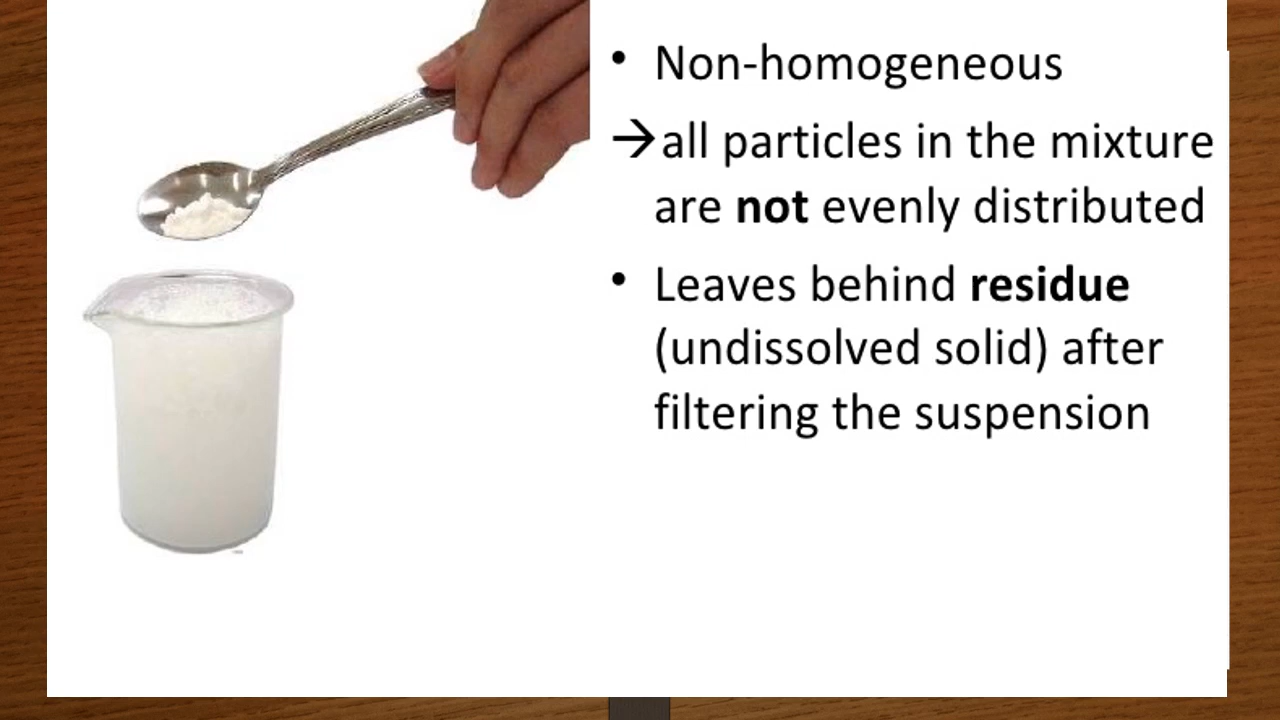 • Non-homogeneous
→all particles in the mixture
are not evenly distributed
• Leaves behind residue
(undissolved solid) after
filtering the suspension